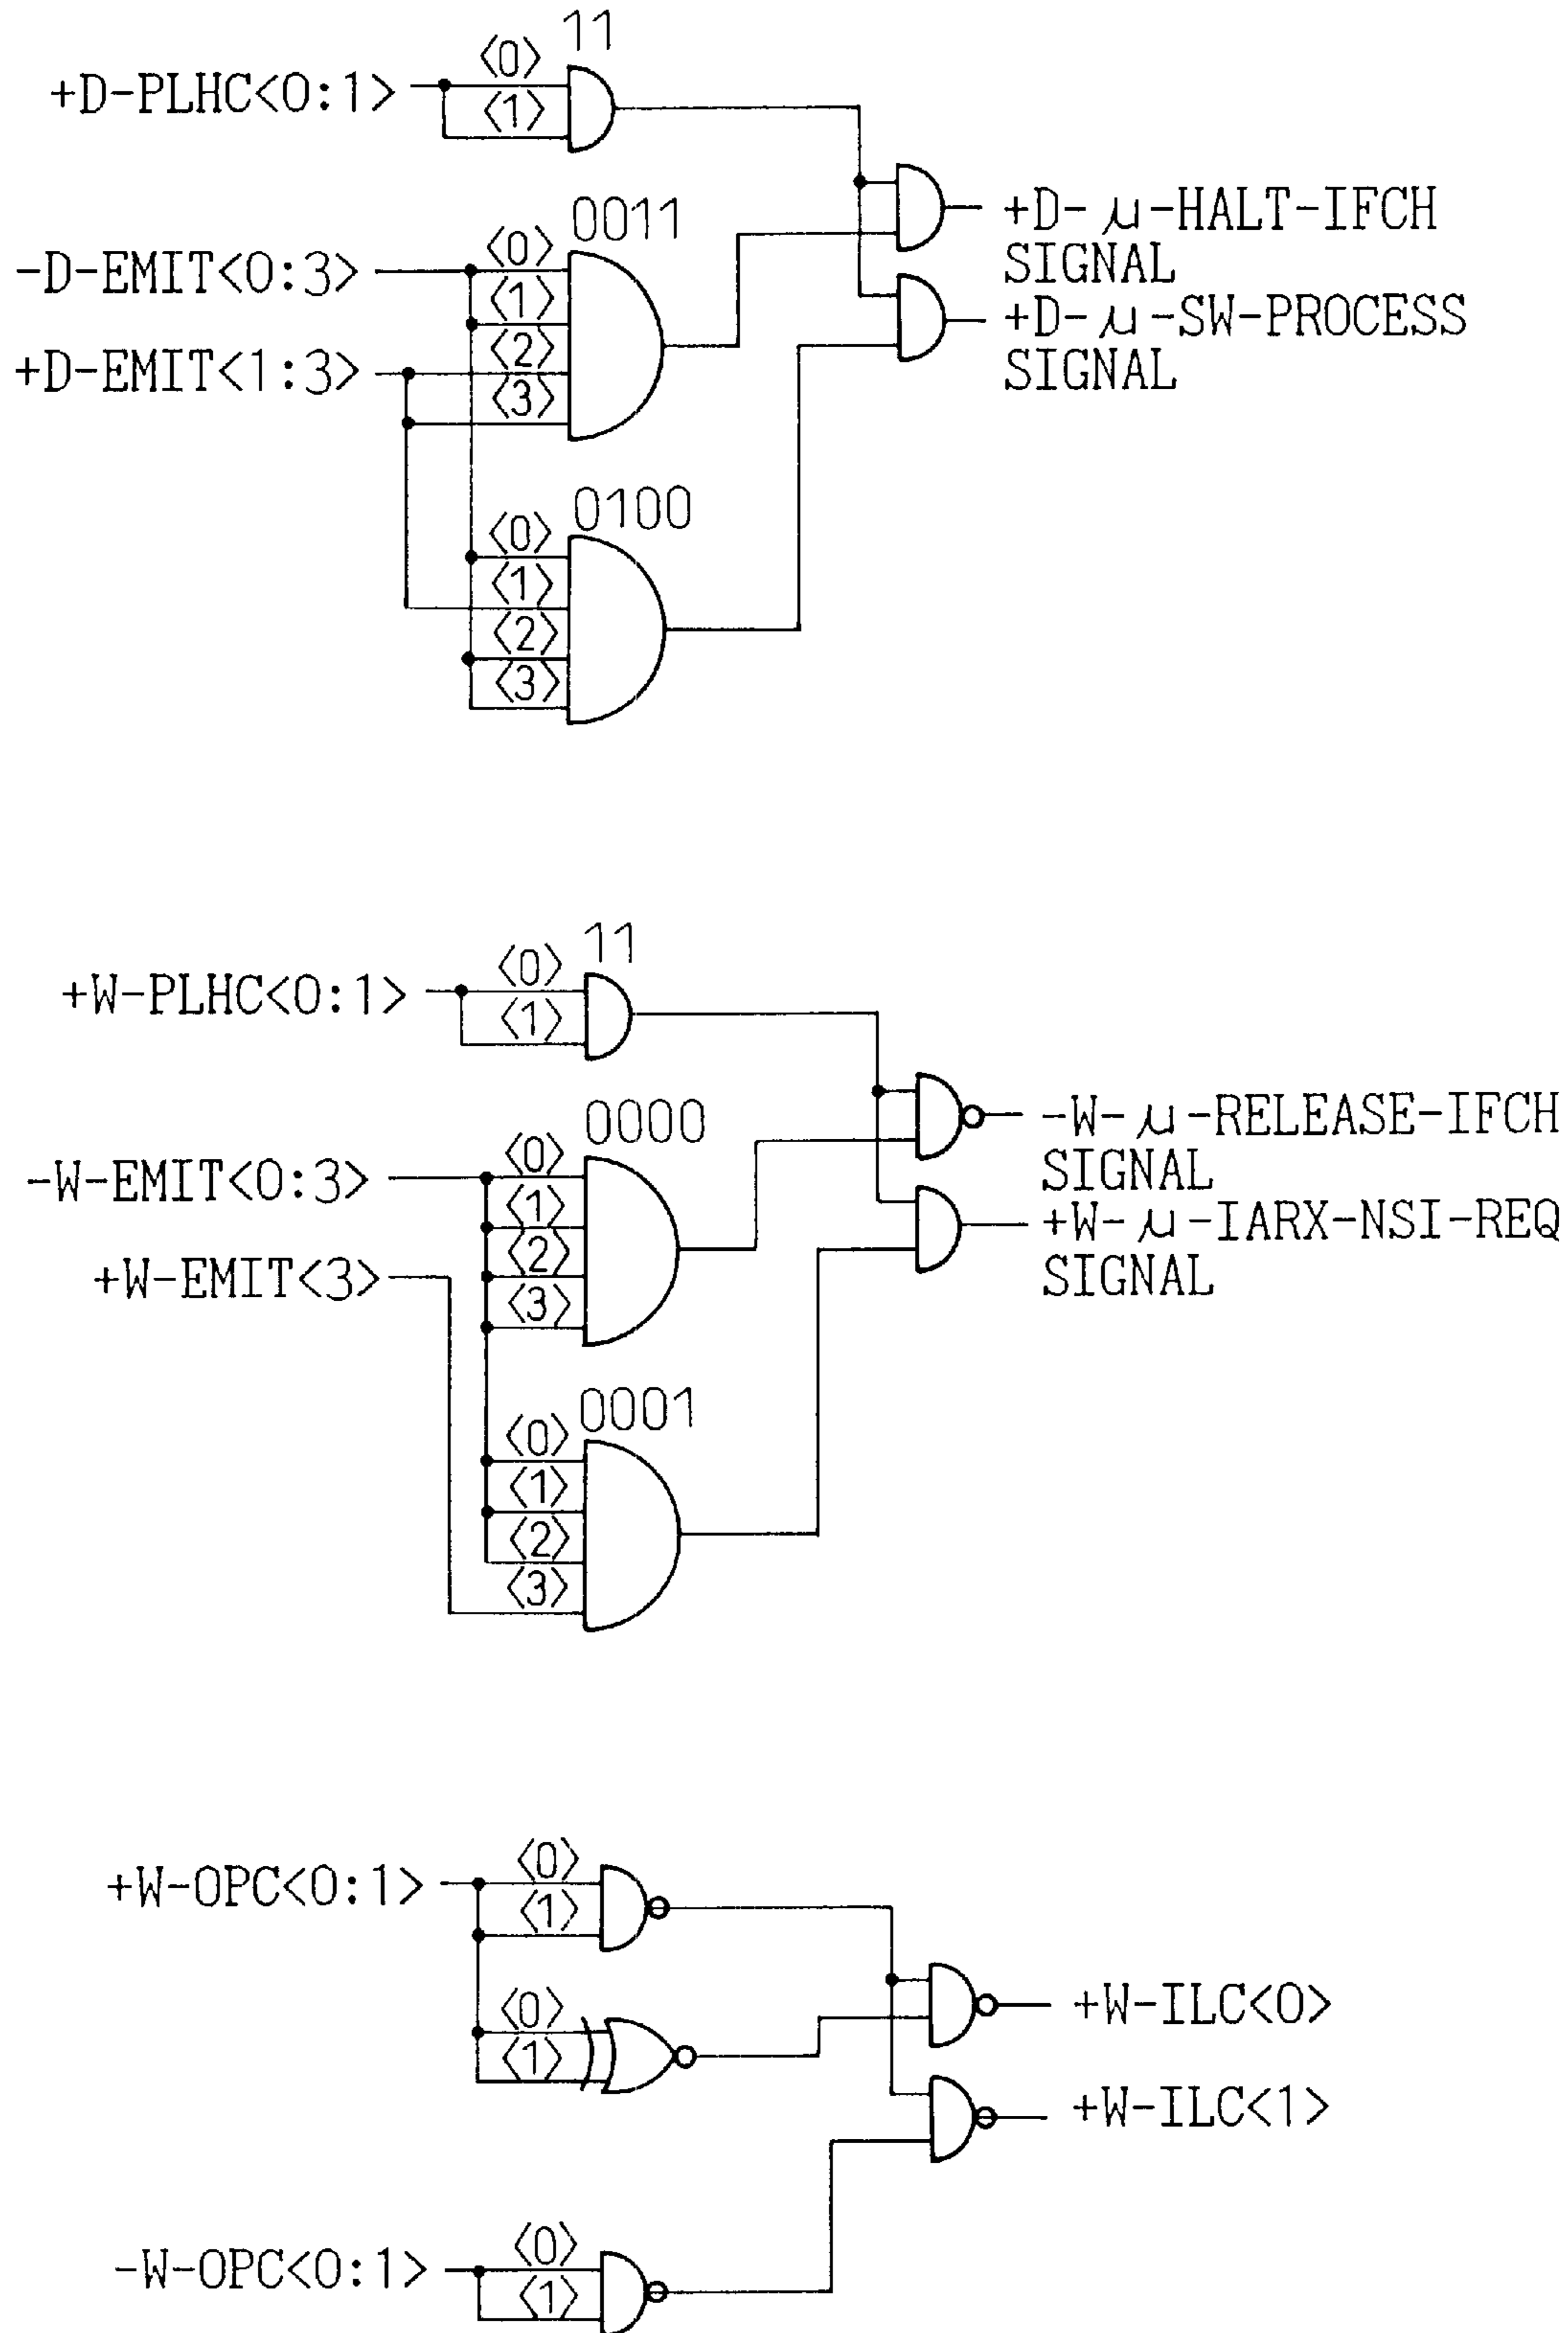 11
<0>
+D-PLHC<0:1>
<1>
0011
<0>
-D-EMIT<0:3>
<1>
<2>
+D-EMIT<1:3>
<3>
+D-μ-HALT-IFCH
SIGNAL
+D-μ-SW-PROCESS
SIGNAL
0100
<0>
<1>
<2>
<3>
11
<0>
+W-PLHC<0:1>
<1>
0000
<0>
-W-EMIT<0:3>
<1>
<2>
+W-EMIT<3>
<3>
-W-μ-RELEASE-IFCH
SIGNAL
+W-μ-IARX-NSI-REQ
SIGNAL
0001
<0>
<1>
<2>
<3>
<0>
+W-OPC<0:1>
<1>
<0>
<1>
+W-ILC<0>
+W-ILC<1>
<0>
-W-OPC<0:1>
<1>